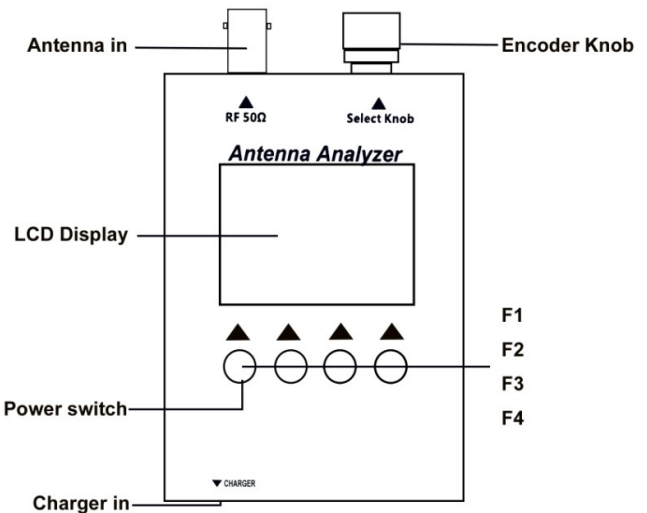 Antenna in
Encoder Knob
RF 50Ω
Select Knob
Antenna Analyzer
LCD Display
F1
F2
F3
F4
Power switch
CHARGER
Charger in